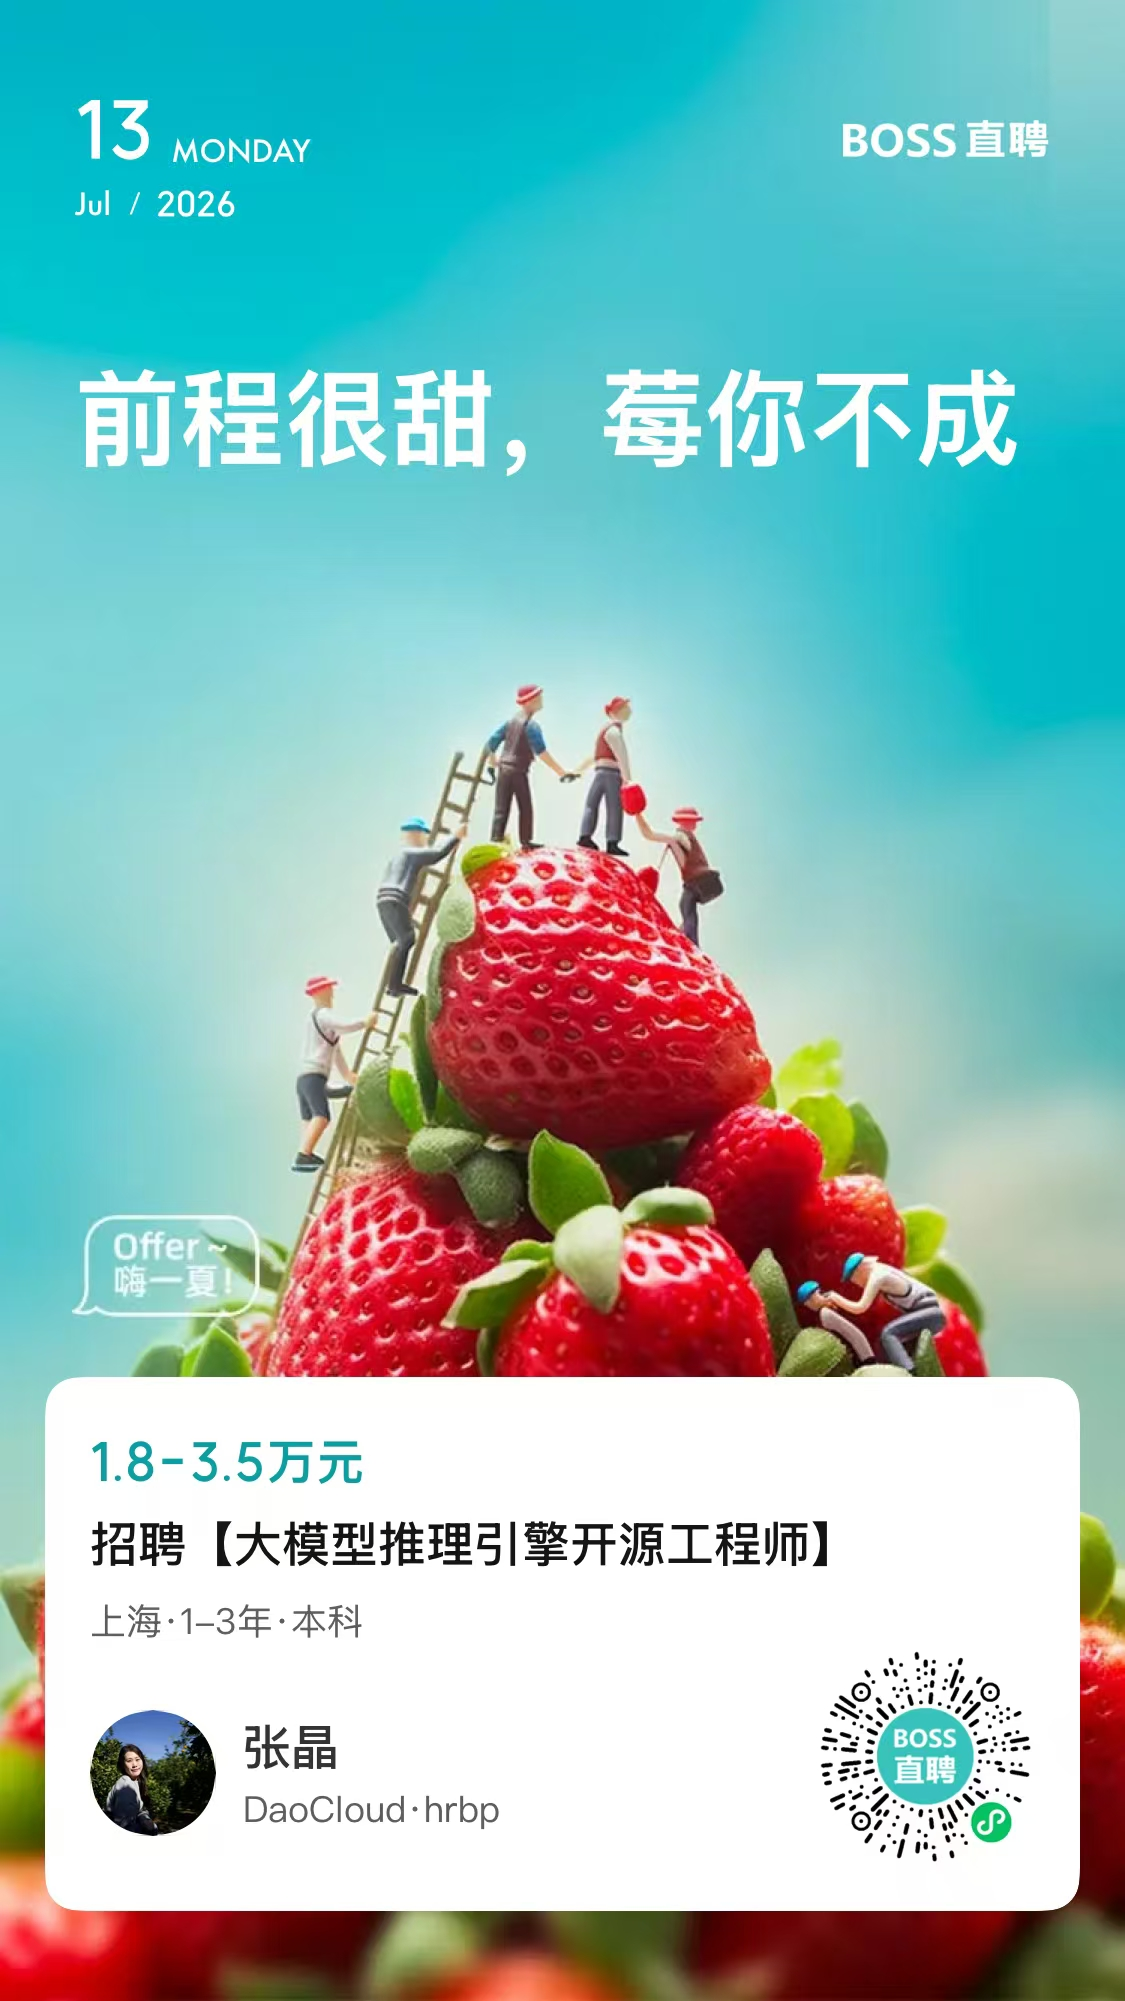 13 MONDAY
Jul / 2026
BOSS 直聘
前程很甜，莓你不成
Offer ~
嗨一夏!
1.8-3.5万元
招聘【大模型推理引擎开源工程师】
上海·1-3年·本科
张晶
DaoCloud·hrbp
BOSS
直聘